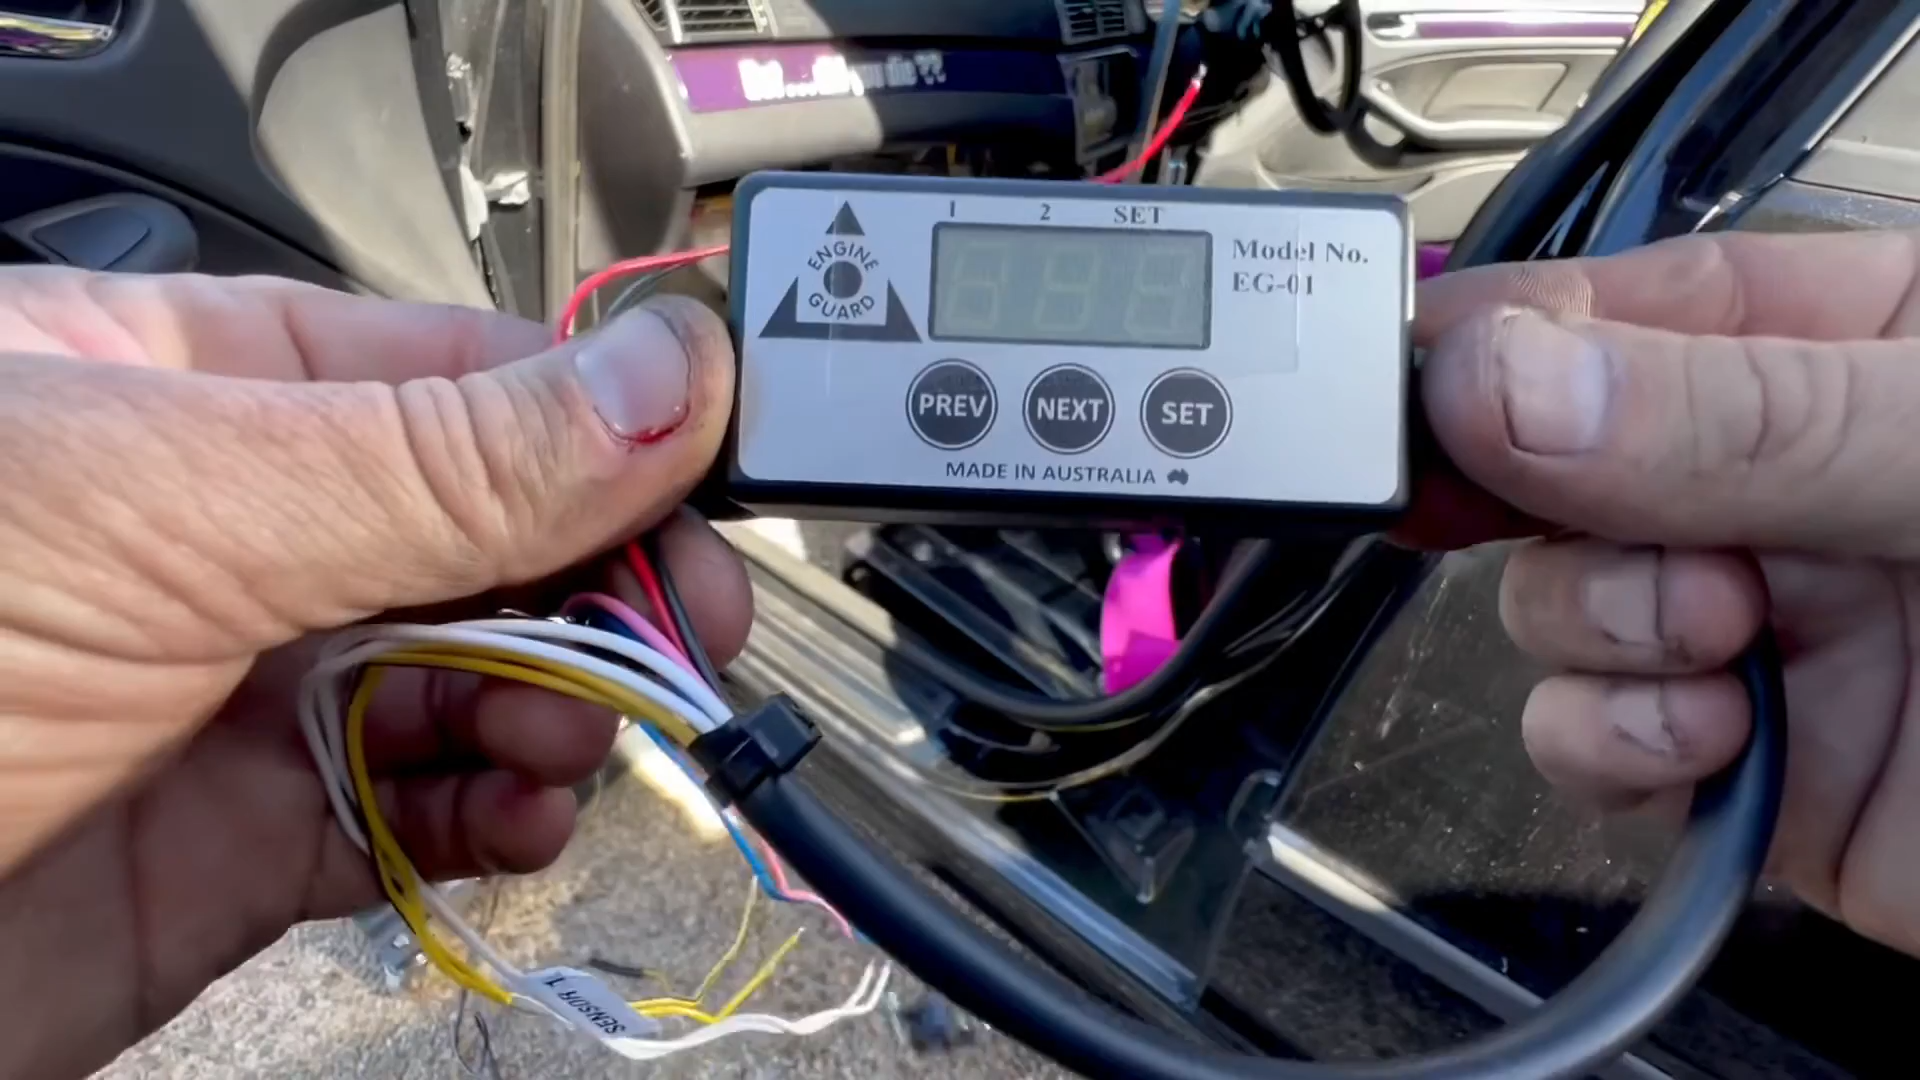 1 2 SET
ENGINE
GUARD
Model No.
EG-01
PREV NEXT SET
MADE IN AUSTRALIA
SENSOR 1